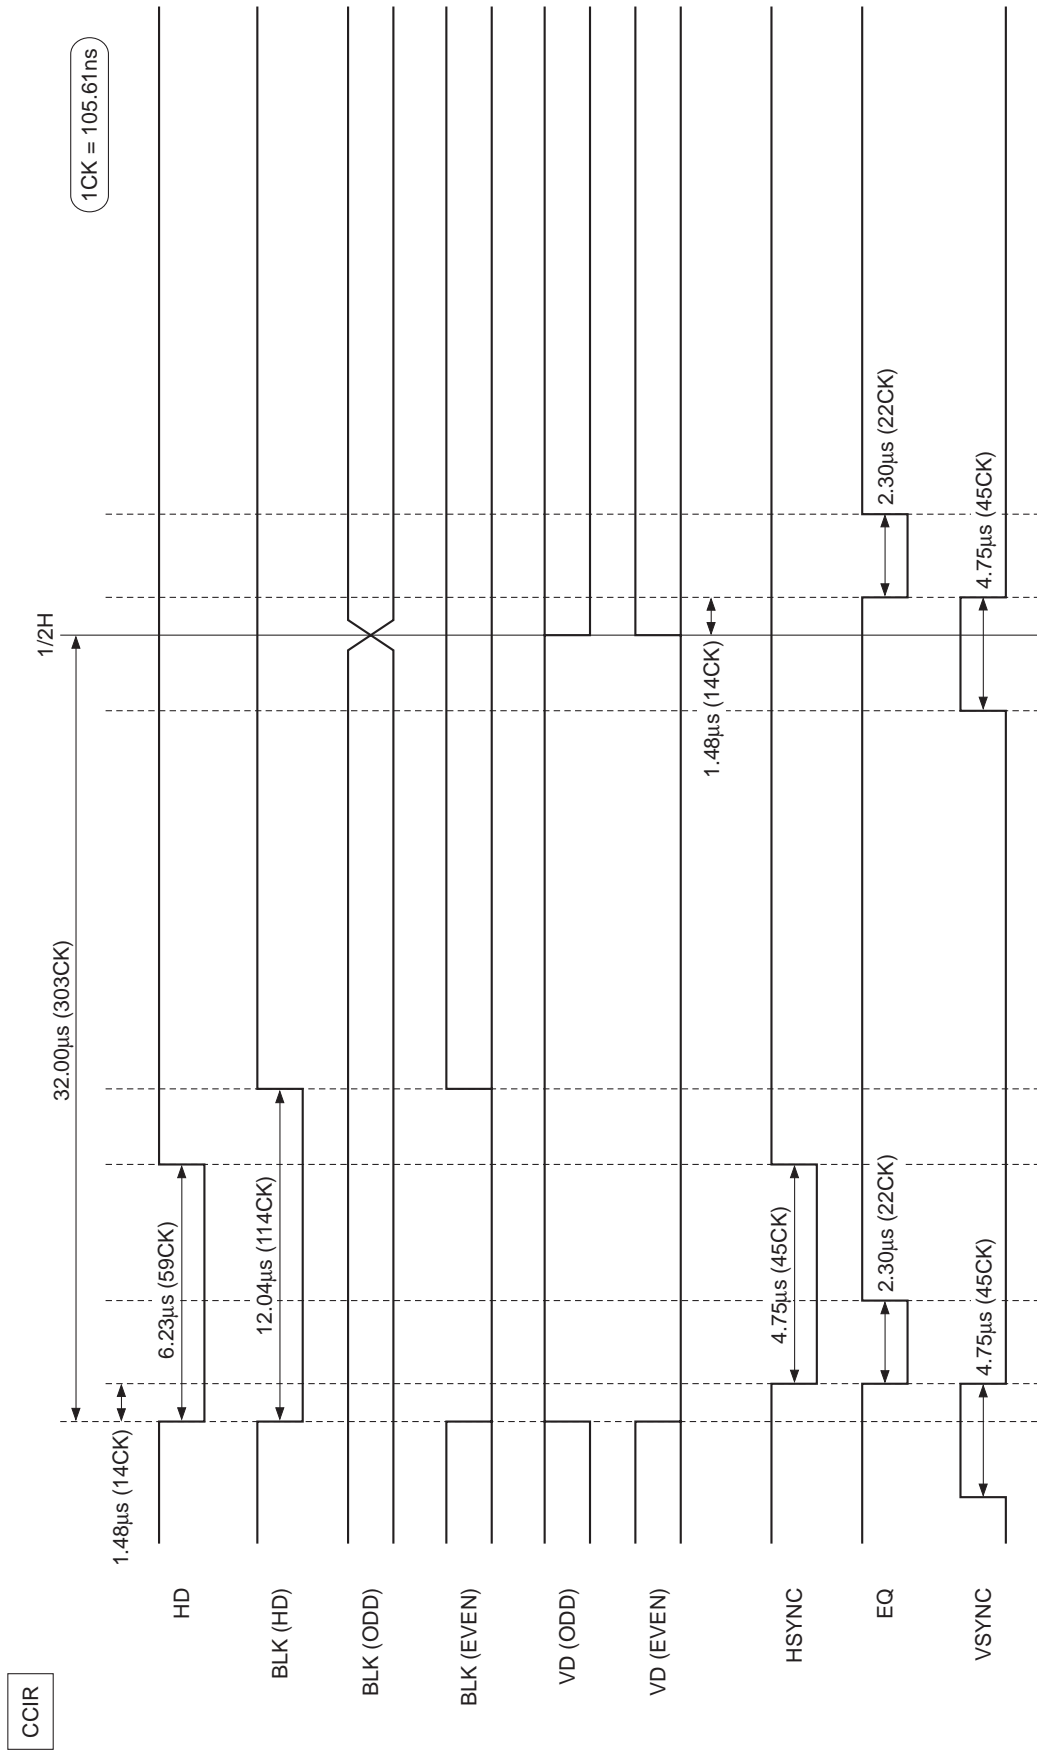 CCIR
1CK = 105.61ns
1/2H
32.00μs (303CK)
1.48μs (14CK)
HD
6.23μs (59CK)
BLK (HD)
12.04μs (114CK)
BLK (ODD)
BLK (EVEN)
VD (ODD)
VD (EVEN)
1.48μs (14CK)
HSYNC
4.75μs (45CK)
EQ
2.30μs (22CK)
2.30μs (22CK)
VSYNC
4.75μs (45CK)
4.75μs (45CK)